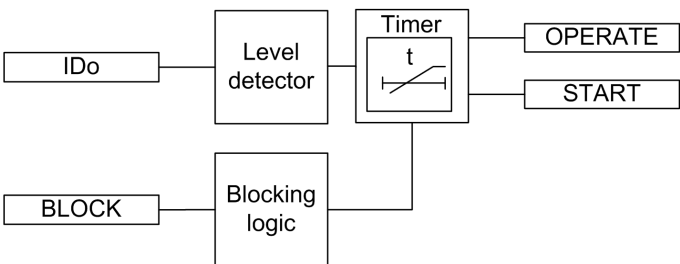 IDo
Level
detector
Timer
t
OPERATE
START
BLOCK
Blocking
logic